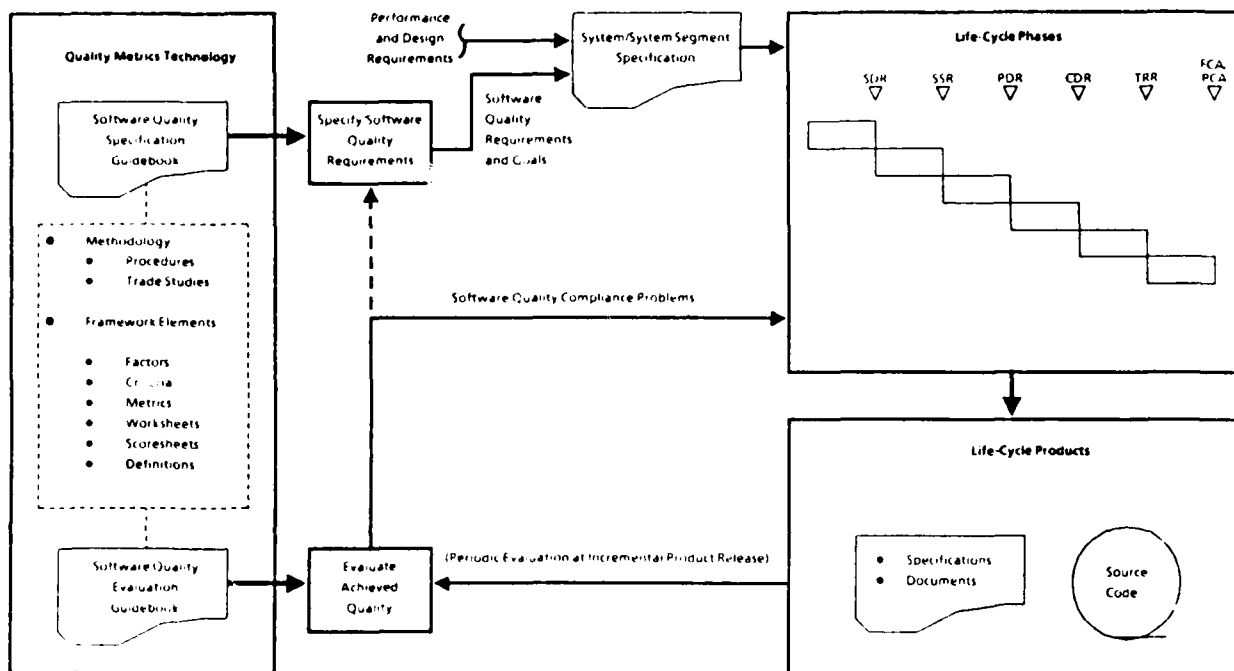 Quality Metrics Technology
Software Quality
Specification
Guidebook
Methodology
Procedures
Trade Studies
Framework Elements
Factors
Metrics
Worksheets
Scoresheets
Definitions
Software Quality
Evaluation
Guidebook
Specify Software
Quality
Requirements
Performance
and Design
Requirements
Software
Quality
Requirements
and Goals
System/System Segment
Specification
Software Quality Compliance Problems
Evaluate
Achieved
Quality
(Periodic Evaluation at Incremental Product Release)
Life-Cycle Phases
SDR
SSR
PDR
CDR
TRR
FCA,
PCA
Life-Cycle Products
Specifications
Documents
Source
Code